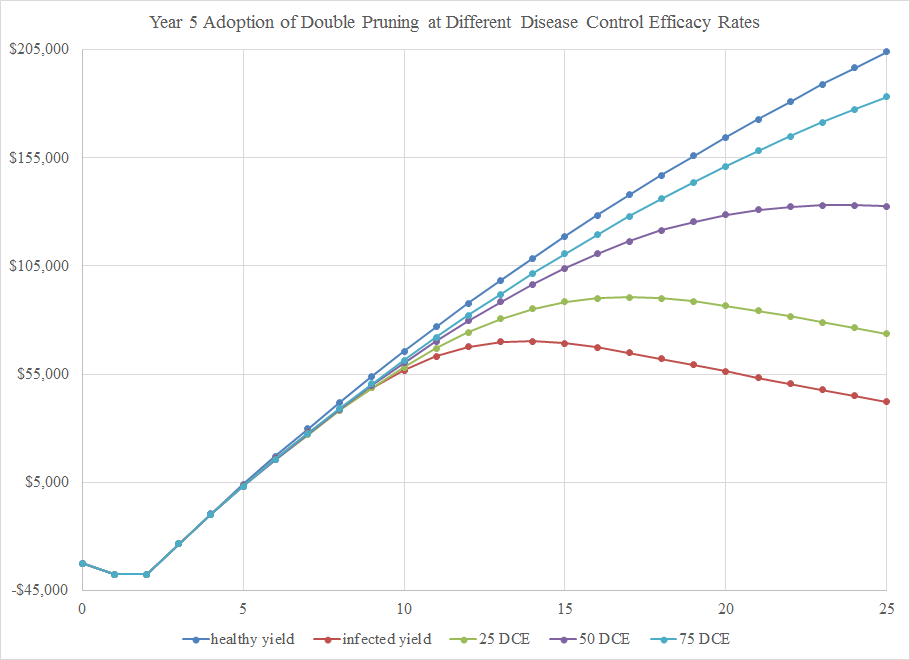 Year 5 Adoption of Double Pruning at Different Disease Control Efficacy Rates
$205,000
$155,000
$105,000
$55,000
$5,000
-$45,000
0 5 10 15 20 25
healthy yield infected yield 25 DCE 50 DCE 75 DCE